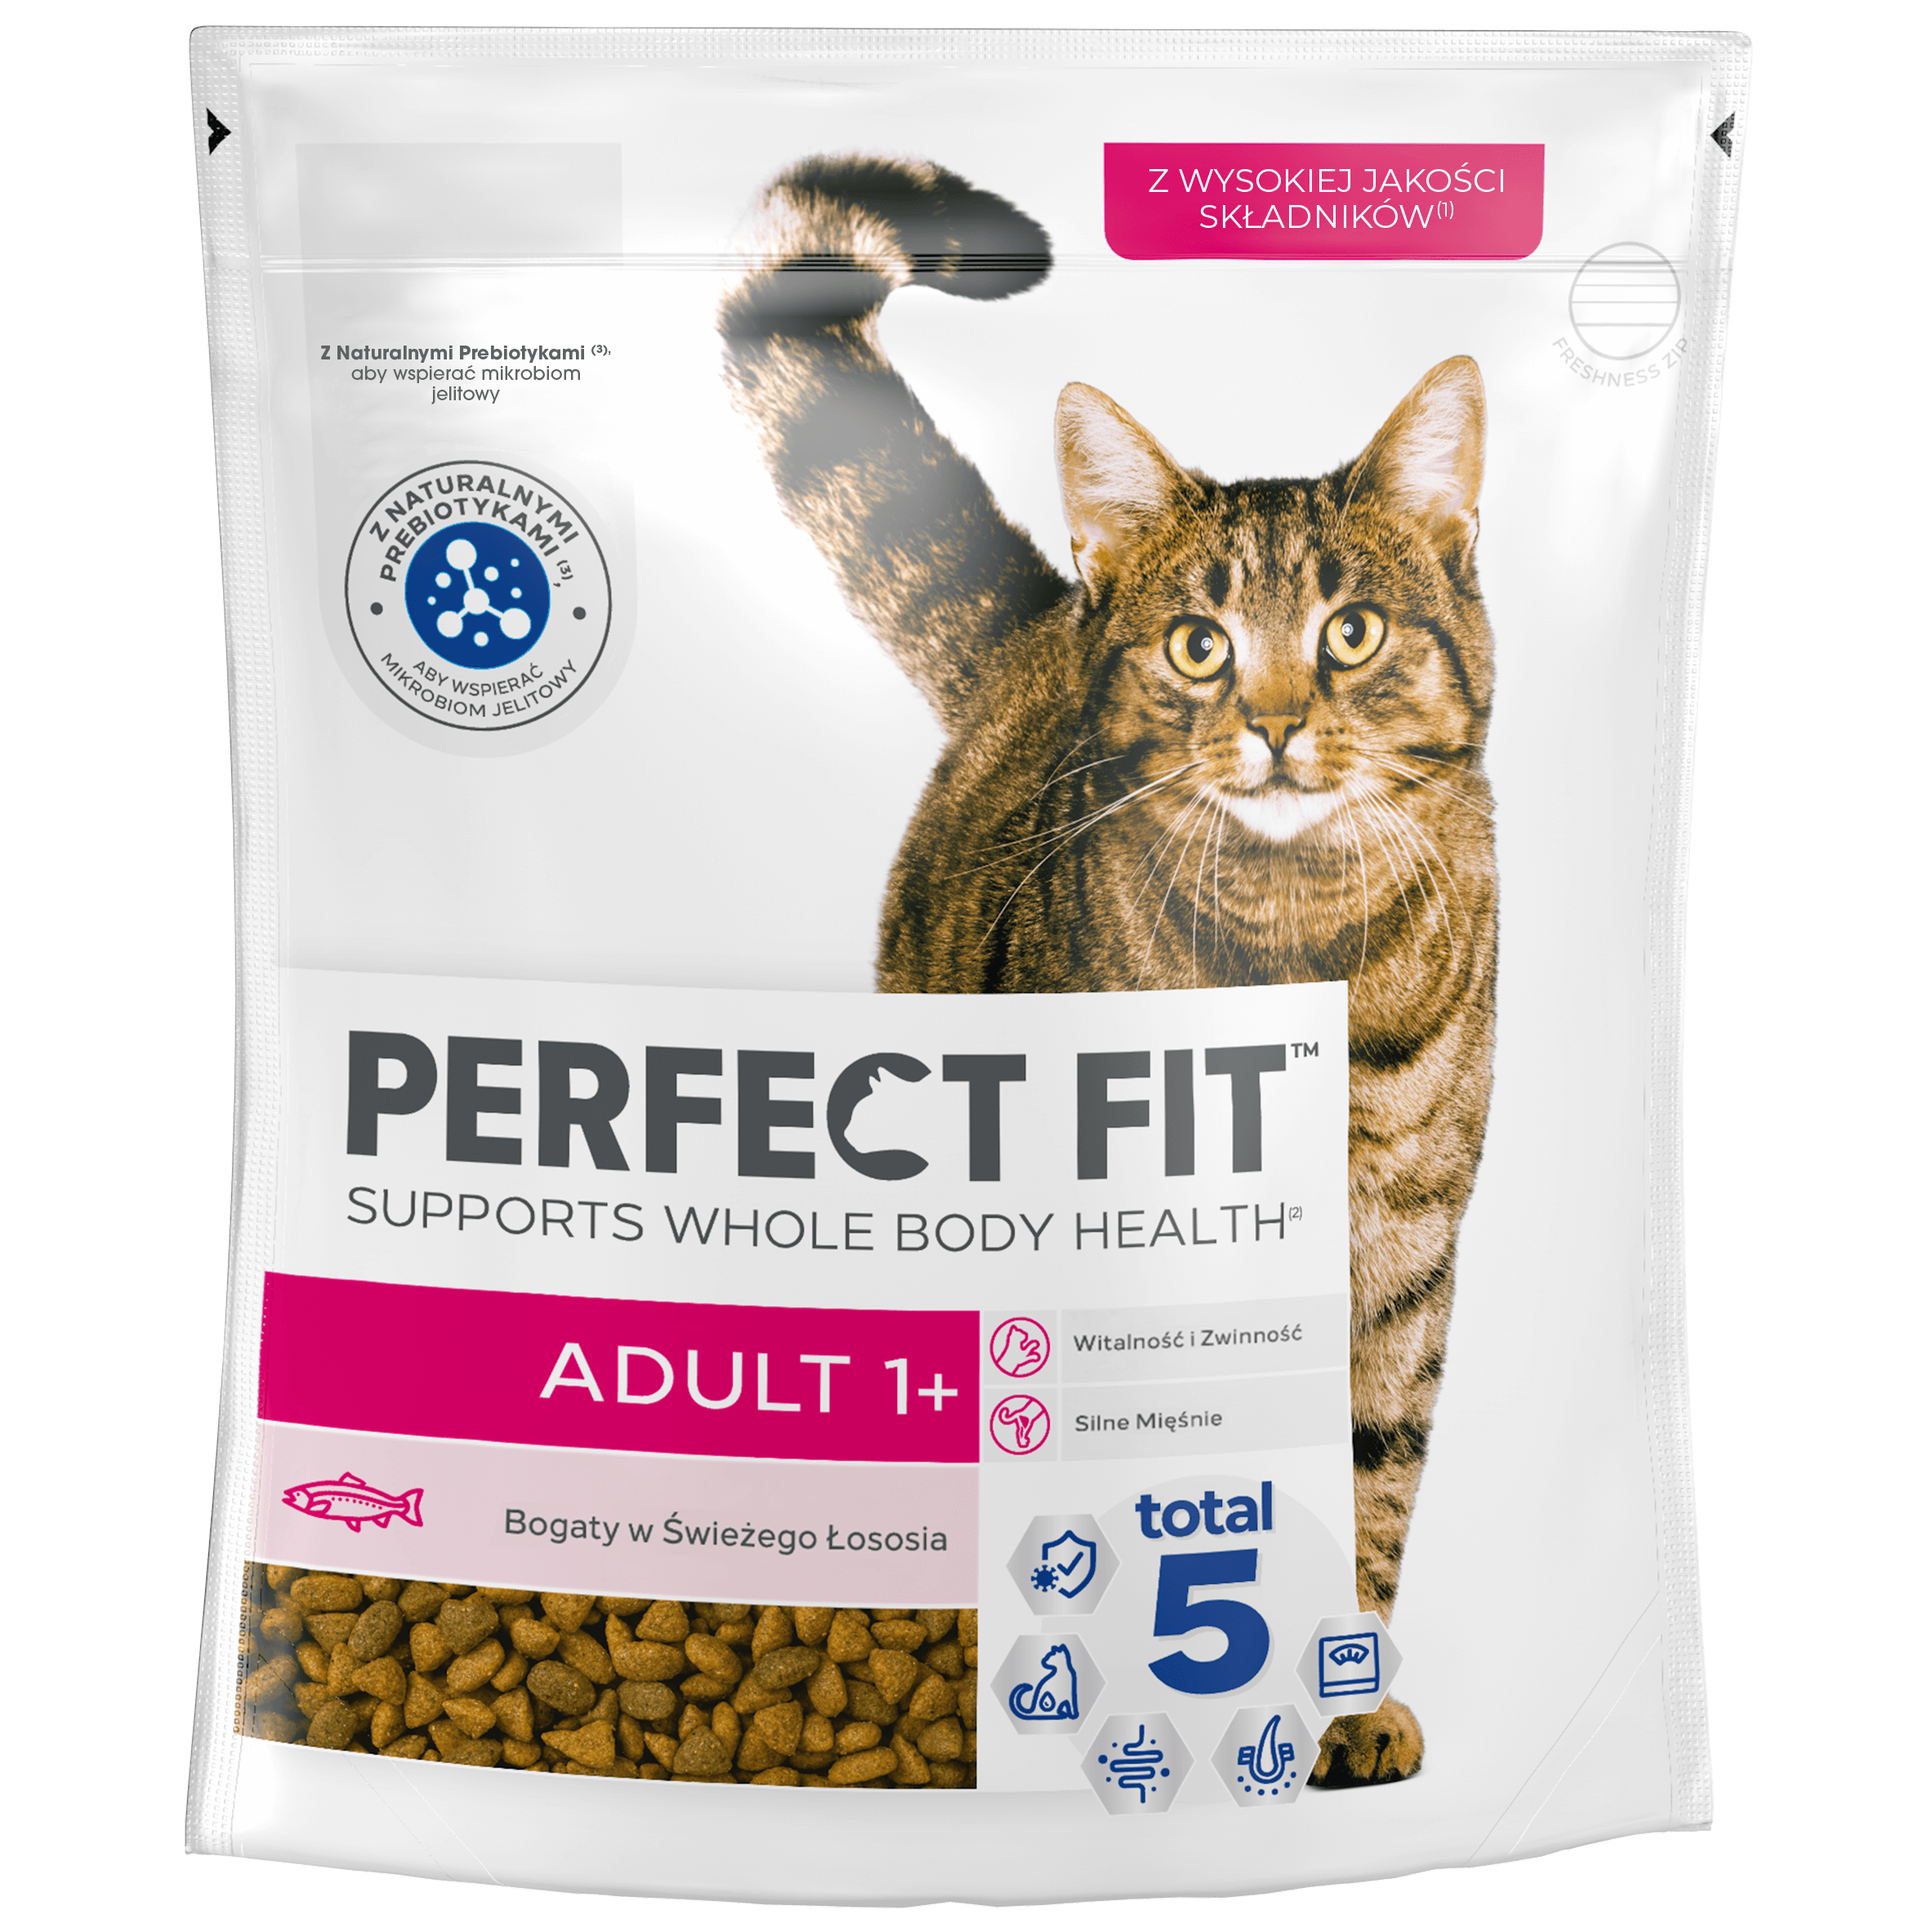 Z WYSOKIEJ JAKOŚCI
SKŁADNIKÓW(1)
FRESHNESS ZIP
Z Naturalnymi Prebiotykami (3),
aby wspierać mikrobiom
jelitowy
Z NATURALNYMI
PREBIOTYKAMI (3),
ABY WSPIERAĆ
MIKROBIOM JELITOWY
PERFECT FIT™
SUPPORTS WHOLE BODY HEALTH(2)
ADULT 1+
Witalność i Zwinność
Silne Mięśnie
Bogaty w Świeżego Łososia
total
5